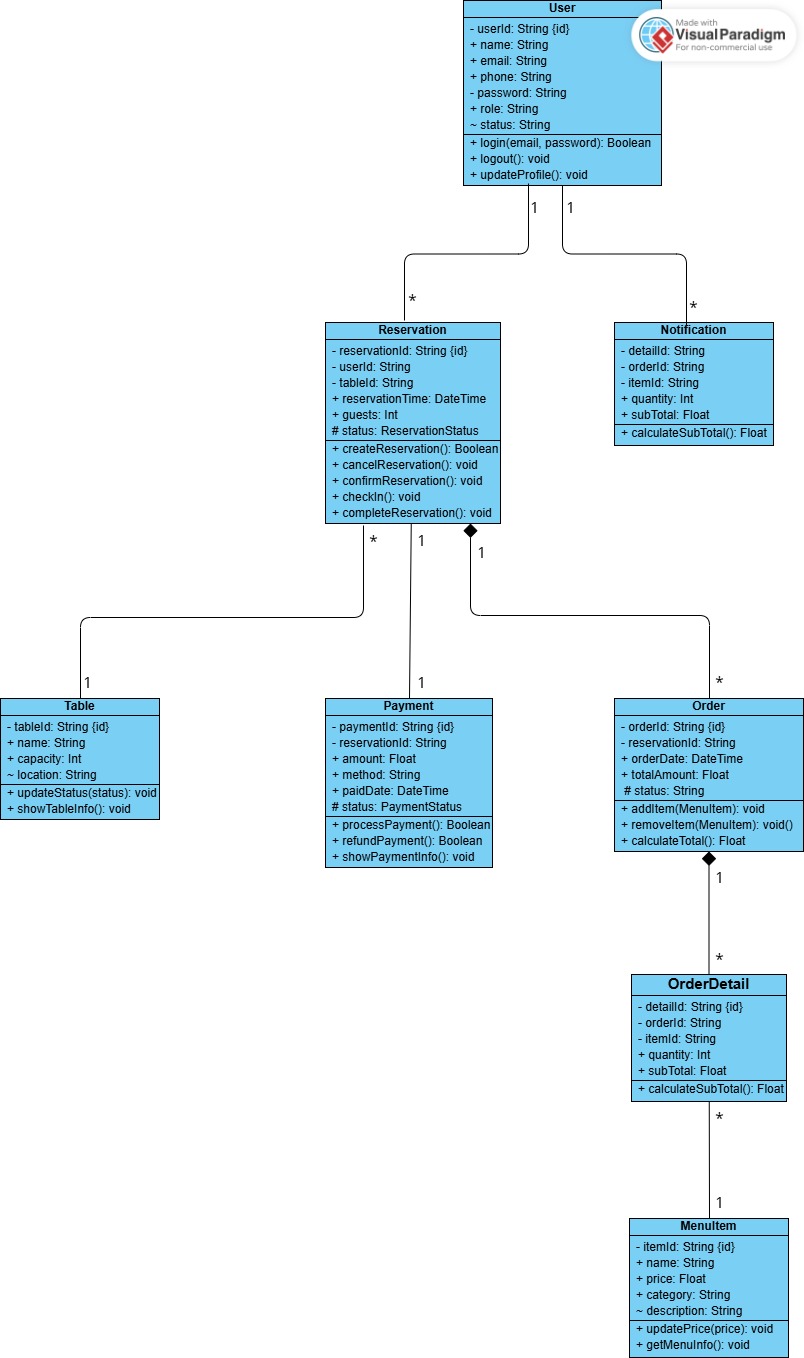 User
- userId: String {id}
+ name: String
+ email: String
+ phone: String
- password: String
+ role: String
~ status: String
+ login(email, password): Boolean
+ logout(): void
+ updateProfile(): void
Made with
VisualParadigm
For non-commercial use
1
1
*
*
Reservation
- reservationId: String {id}
- userId: String
- tableId: String
+ reservationTime: DateTime
+ guests: Int
# status: ReservationStatus
+ createReservation(): Boolean
+ cancelReservation(): void
+ confirmReservation(): void
+ checkIn(): void
+ completeReservation(): void
Notification
- detailId: String
- orderId: String
- itemId: String
+ quantity: Int
+ subTotal: Float
+ calculateSubTotal(): Float
*
1
1
1
1
*
Table
- tableId: String {id}
+ name: String
+ capacity: Int
~ location: String
+ updateStatus(status): void
+ showTableInfo(): void
Payment
- paymentId: String {id}
- reservationId: String
+ amount: Float
+ method: String
+ paidDate: DateTime
# status: PaymentStatus
+ processPayment(): Boolean
+ refundPayment(): Boolean
+ showPaymentInfo(): void
Order
- orderId: String {id}
- reservationId: String
+ orderDate: DateTime
+ totalAmount: Float
# status: String
+ addItem(MenuItem): void
+ removeItem(MenuItem): void()
+ calculateTotal(): Float
1
*
OrderDetail
- detailId: String {id}
- orderId: String
- itemId: String
+ quantity: Int
+ subTotal: Float
+ calculateSubTotal(): Float
*
1
MenuItem
- itemId: String {id}
+ name: String
+ price: Float
+ category: String
~ description: String
+ updatePrice(price): void
+ getMenuInfo(): void